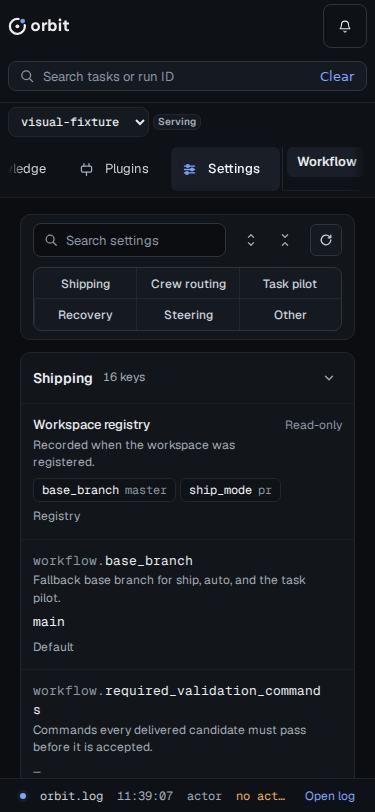 orbit
Search tasks or run ID Clear
visual-fixture Serving
ledge Plugins Settings Workflow
Search settings
Shipping Crew routing Task pilot
Recovery Steering Other
Shipping 16 keys
Workspace registry Read-only
Recorded when the workspace was
registered.
base_branch master ship_mode pr
Registry
workflow.base_branch
Fallback base branch for ship, auto, and the task
pilot.
main
Default
workflow.required_validation_command
s
Commands every delivered candidate must pass
before it is accepted.
—
orbit.log 11:39:07 actor no act… Open log